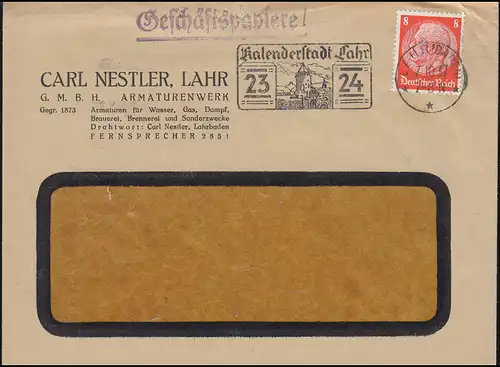 Geschäftspapiere!
Kalenderstadt Lahr
23 24
8 8
Deutsches Reich
CARL NESTLER, LAHR
G. M. B. H. ARMATURENWERK
Gegr. 1873 Armaturen für Wasser, Gas, Dampf,
Brauerei, Brennerei und Sonderzwecke
Drahtwort: Carl Nestler, Lahrbaden
FERNSPRECHER 2851